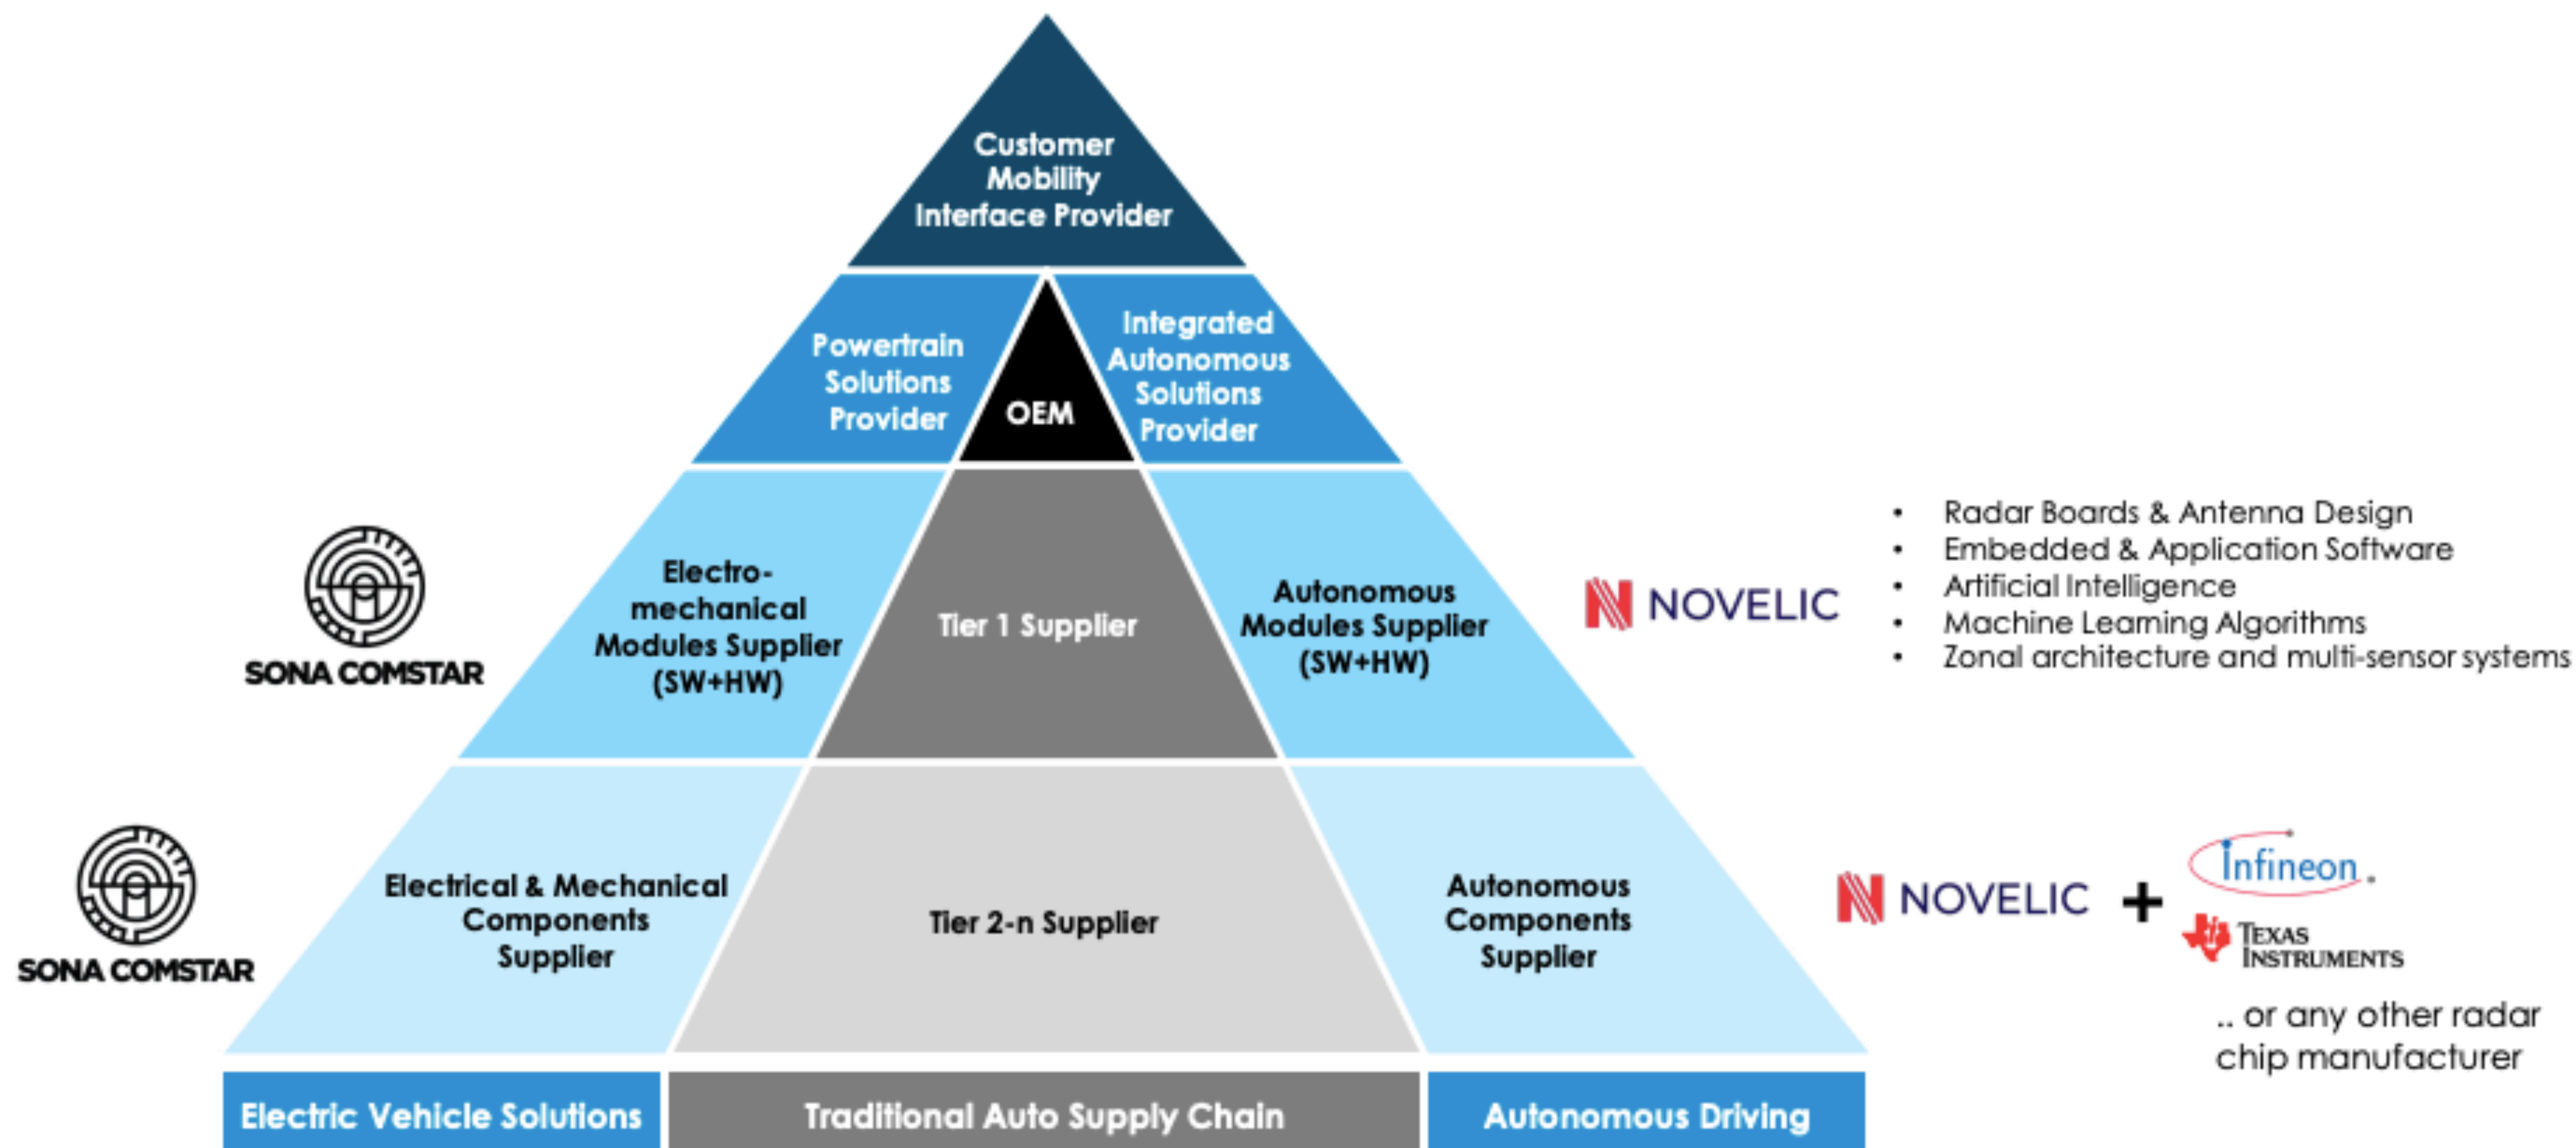 Customer
Mobility
Interface Provider
Powertrain
Solutions
Provider
OEM
Integrated
Autonomous
Solutions
Provider
SONA COMSTAR
Electro-
mechanical
Modules Supplier
(SW+HW)
Tier 1 Supplier
Autonomous
Modules Supplier
(SW+HW)
NOVELIC
• Radar Boards & Antenna Design
• Embedded & Application Software
• Artificial Intelligence
• Machine Learning Algorithms
• Zonal architecture and multi-sensor systems
SONA COMSTAR
Electrical & Mechanical
Components
Supplier
Tier 2-n Supplier
Autonomous
Components
Supplier
NOVELIC +
Infineon
TEXAS
INSTRUMENTS
.. or any other radar
chip manufacturer
Electric Vehicle Solutions
Traditional Auto Supply Chain
Autonomous Driving